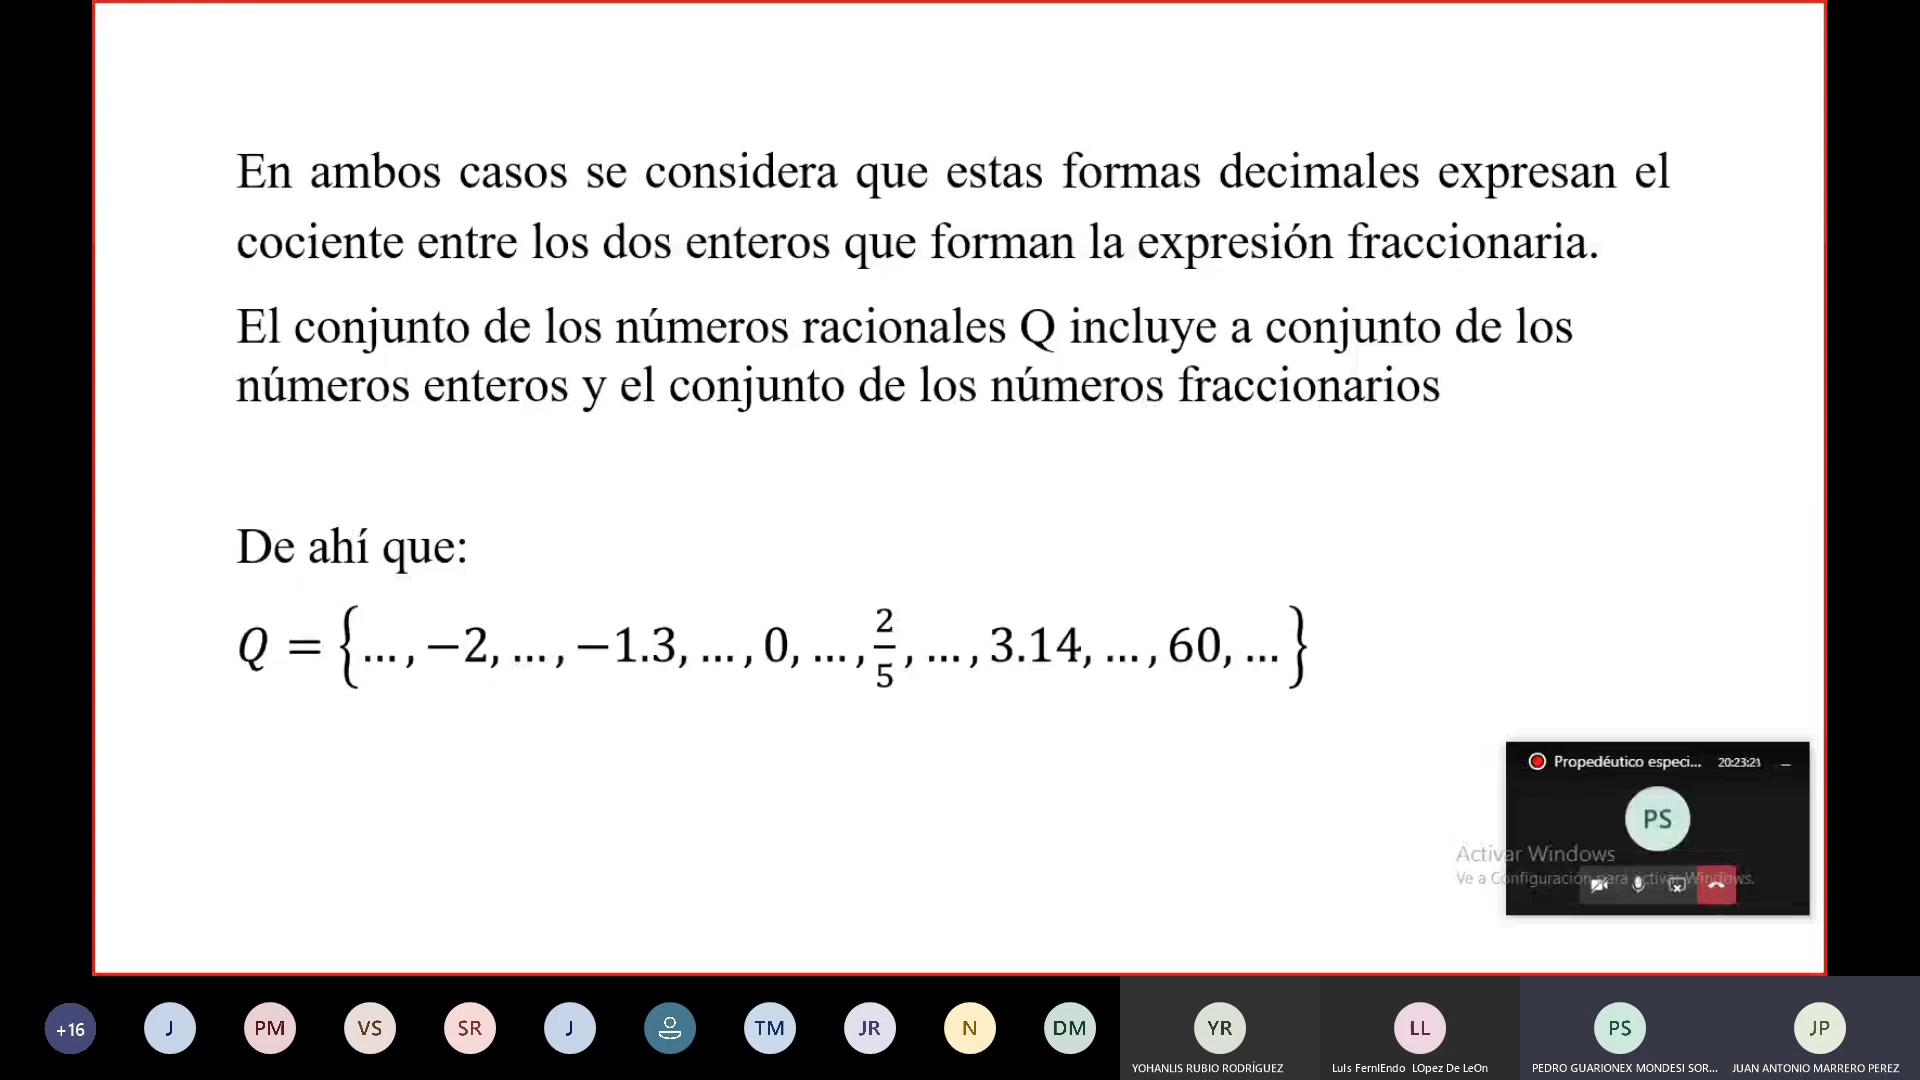 En ambos casos se considera que estas formas decimales expresan el
cociente entre los dos enteros que forman la expresión fraccionaria.
El conjunto de los números racionales Q incluye a conjunto de los
números enteros y el conjunto de los números fraccionarios
De ahí que:
Q = {..., −2, ..., −1.3, ..., 0, ..., 2/5, ..., 3.14, ..., 60, ...}
Propedéutico especi... 20:23:21
PS
Activar Windows
Ve a Configuración para activar Windows.
+16 J PM VS SR J TM JR N DM YR LL PS JP
YOHANLIS RUBIO RODRÍGUEZ LuIs FernlEndo LOpez De LeOn PEDRO GUARIONEX MONDESI SOR... JUAN ANTONIO MARRERO PEREZ